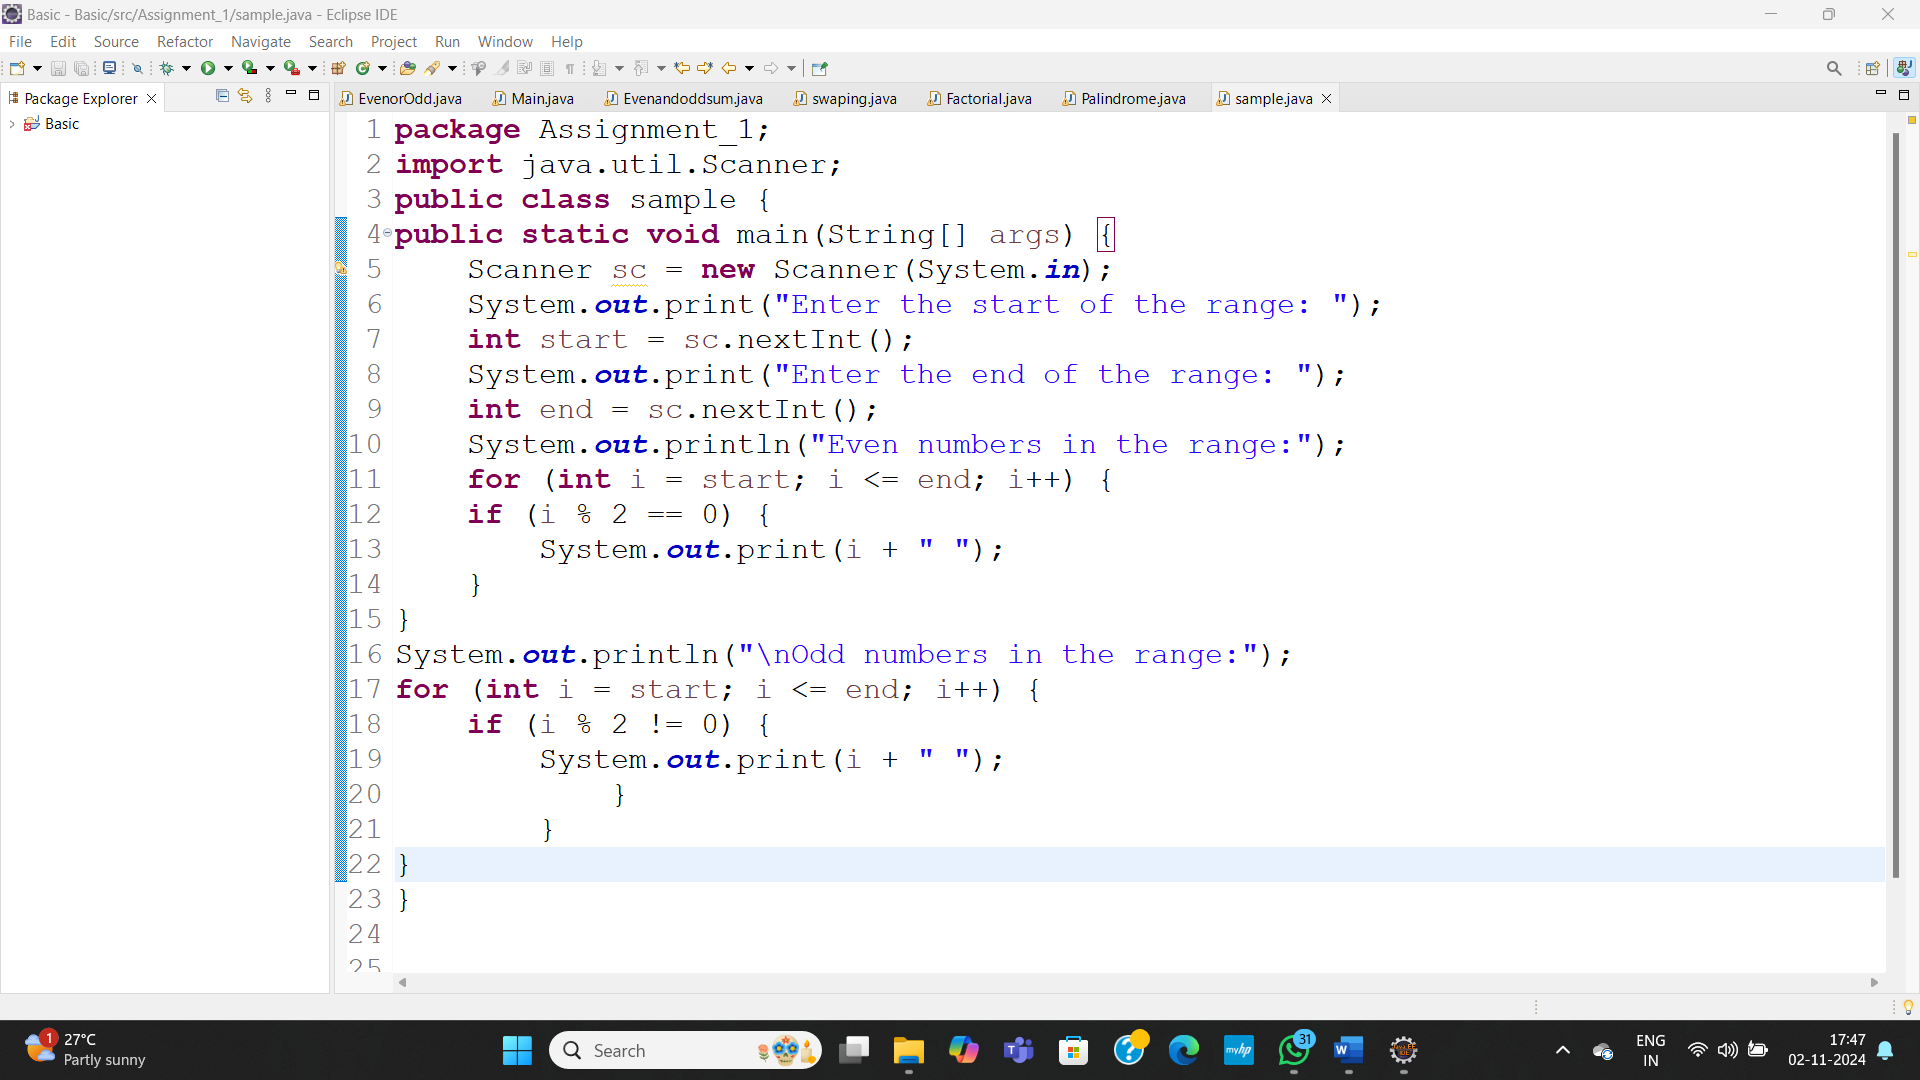 Basic - Basic/src/Assignment_1/sample.java - Eclipse IDE
File Edit Source Refactor Navigate Search Project Run Window Help
Package Explorer
EvenorOdd.java Main.java Evenandoddsum.java swaping.java Factorial.java Palindrome.java sample.java
Basic
1 package Assignment_1;
2 import java.util.Scanner;
3 public class sample {
4 public static void main(String[] args) {
5     Scanner sc = new Scanner(System.in);
6     System.out.print("Enter the start of the range: ");
7     int start = sc.nextInt();
8     System.out.print("Enter the end of the range: ");
9     int end = sc.nextInt();
10     System.out.println("Even numbers in the range:");
11     for (int i = start; i <= end; i++) {
12     if (i % 2 == 0) {
13         System.out.print(i + " ");
14     }
15 }
16 System.out.println("\nOdd numbers in the range:");
17 for (int i = start; i <= end; i++) {
18     if (i % 2 != 0) {
19         System.out.print(i + " ");
20             }
21         }
22 }
23 }
24
25
1
27°C
Partly sunny
Search
myhp
31
W
ENG
IN
17:47
02-11-2024